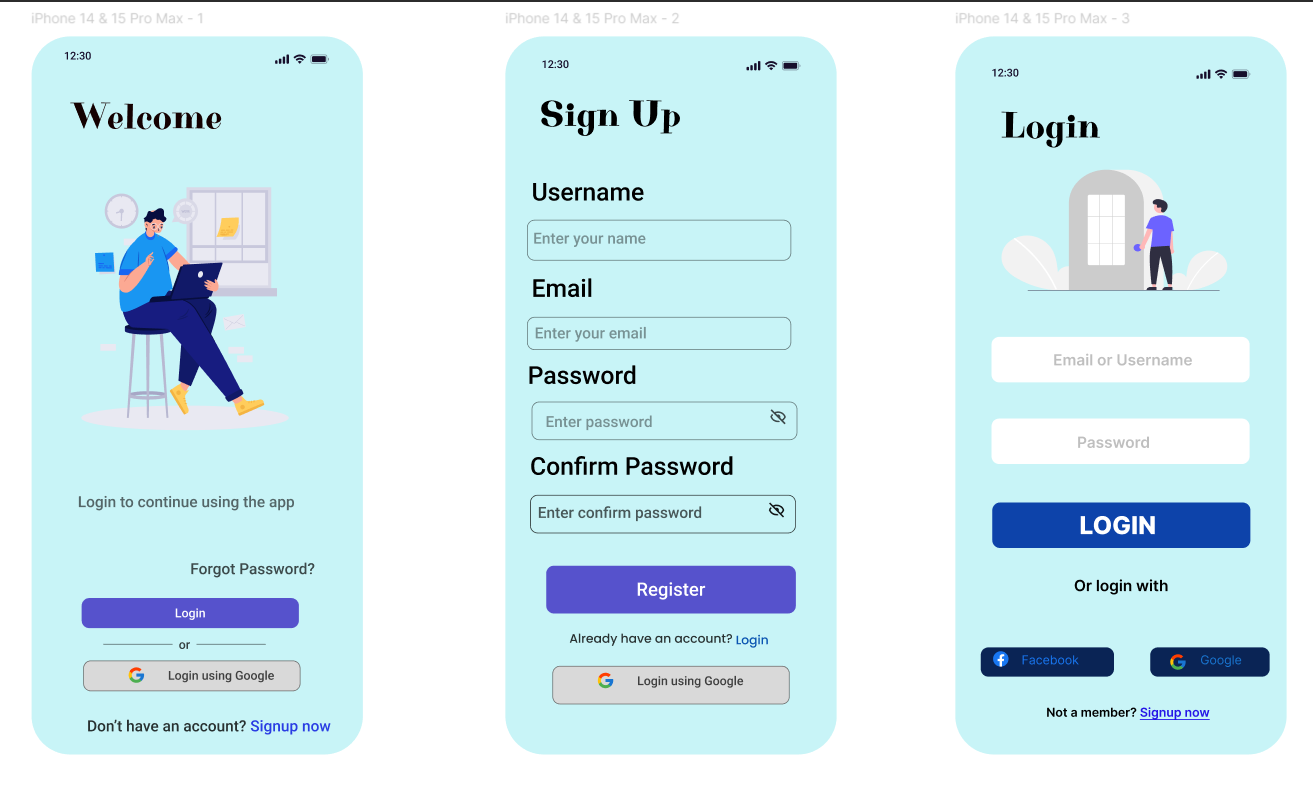 iPhone 14 & 15 Pro Max - 1
12:30
Welcome
Login to continue using the app
Forgot Password?
Login
or
Login using Google
Don’t have an account? Signup now
iPhone 14 & 15 Pro Max - 2
12:30
Sign Up
Username
Enter your name
Email
Enter your email
Password
Enter password
Confirm Password
Enter confirm password
Register
Already have an account? Login
Login using Google
iPhone 14 & 15 Pro Max - 3
12:30
Login
Email or Username
Password
LOGIN
Or login with
Facebook
Google
Not a member? Signup now